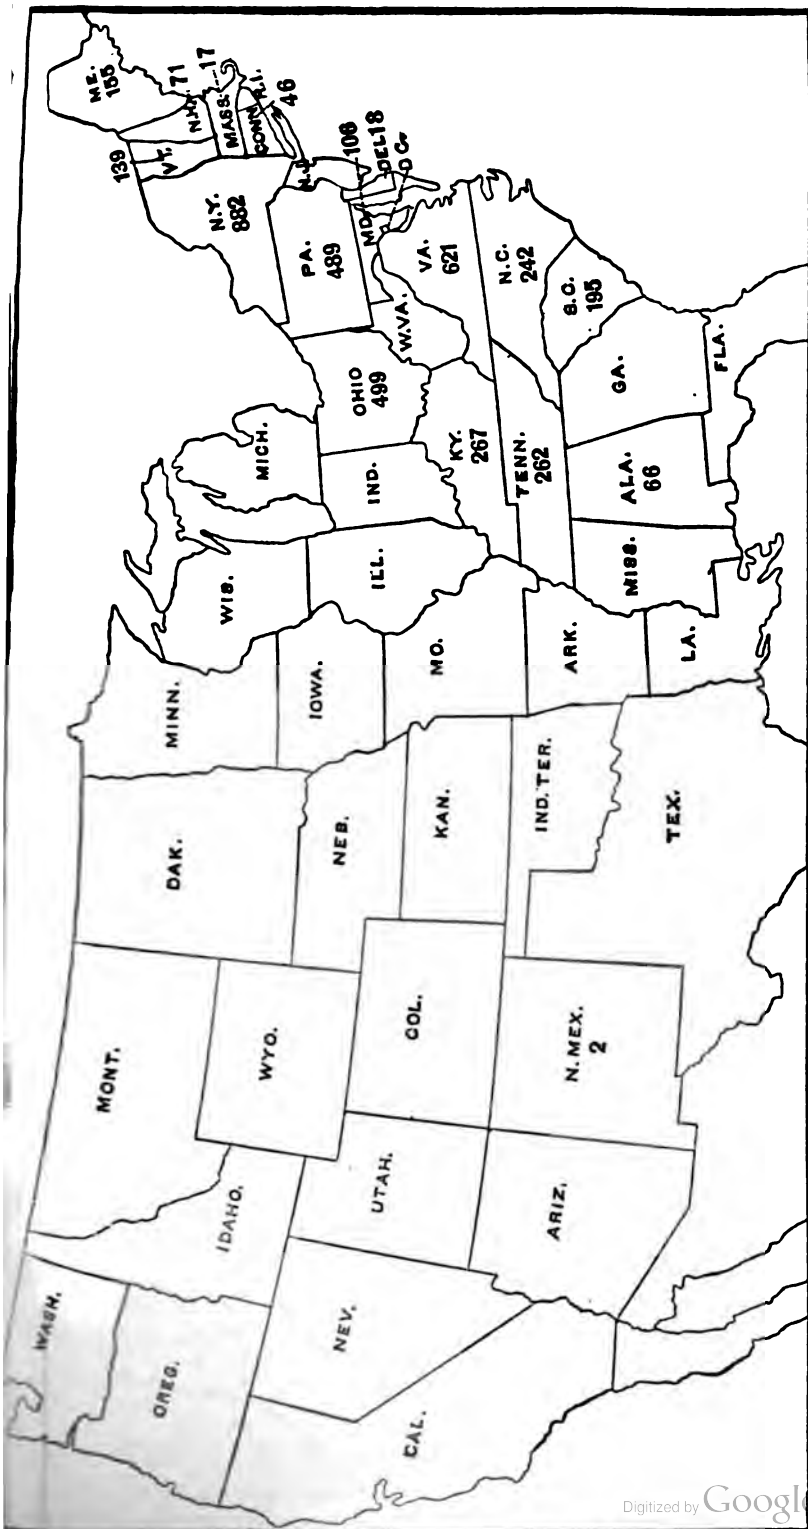 WASH.
OREG.
CAL.
NEV.
IDAHO.
MONT.
WYO.
UTAH.
ARIZ.
COL.
N. MEX.
2
DAK.
NEB.
KAN.
IND. TER.
TEX.
MINN.
IOWA.
MO.
ARK.
LA.
WIS.
ILL.
MISS.
MICH.
IND.
OHIO
499
KY.
267
TENN.
262
ALA.
66
GA.
FLA.
S.C.
195
N.C.
242
VA.
621
W.VA.
PA.
489
N.Y.
882
MD.
D.C.
DEL 18
106
N.J.
CONN.
R.I.
46
MASS.
17
N.H.
71
VT.
139
ME.
155
Digitized by Google